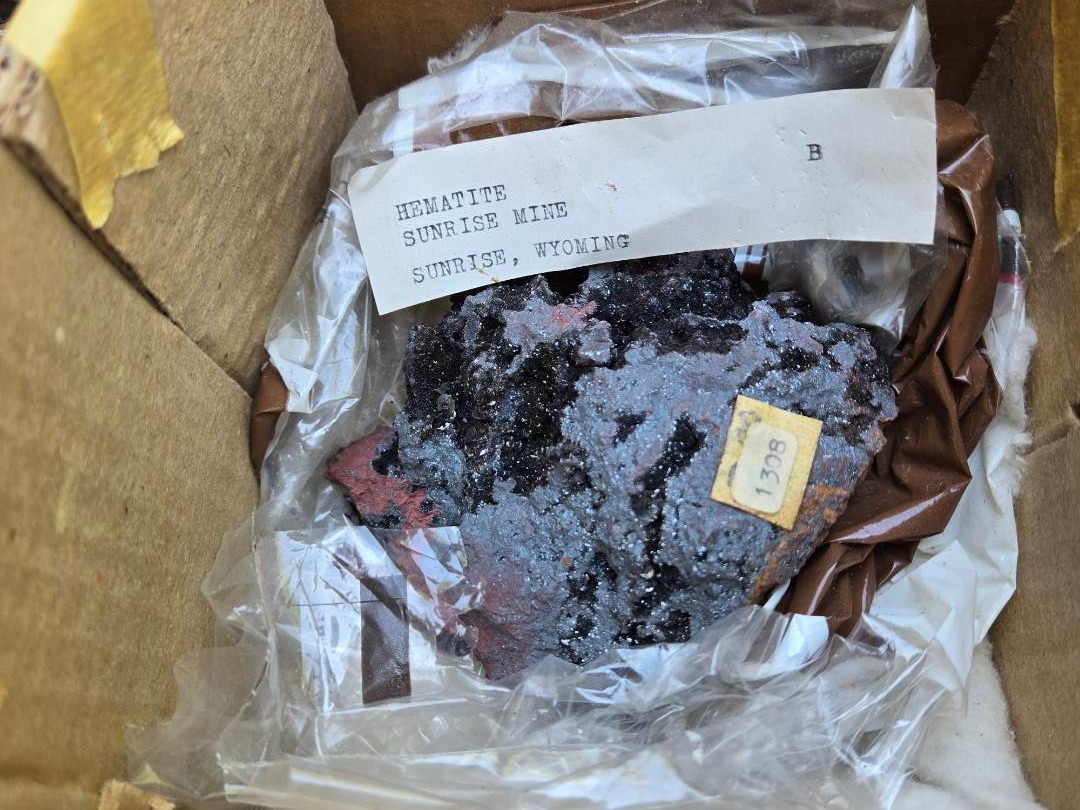 B
HEMATITE
SUNRISE MINE
SUNRISE, WYOMING
1308